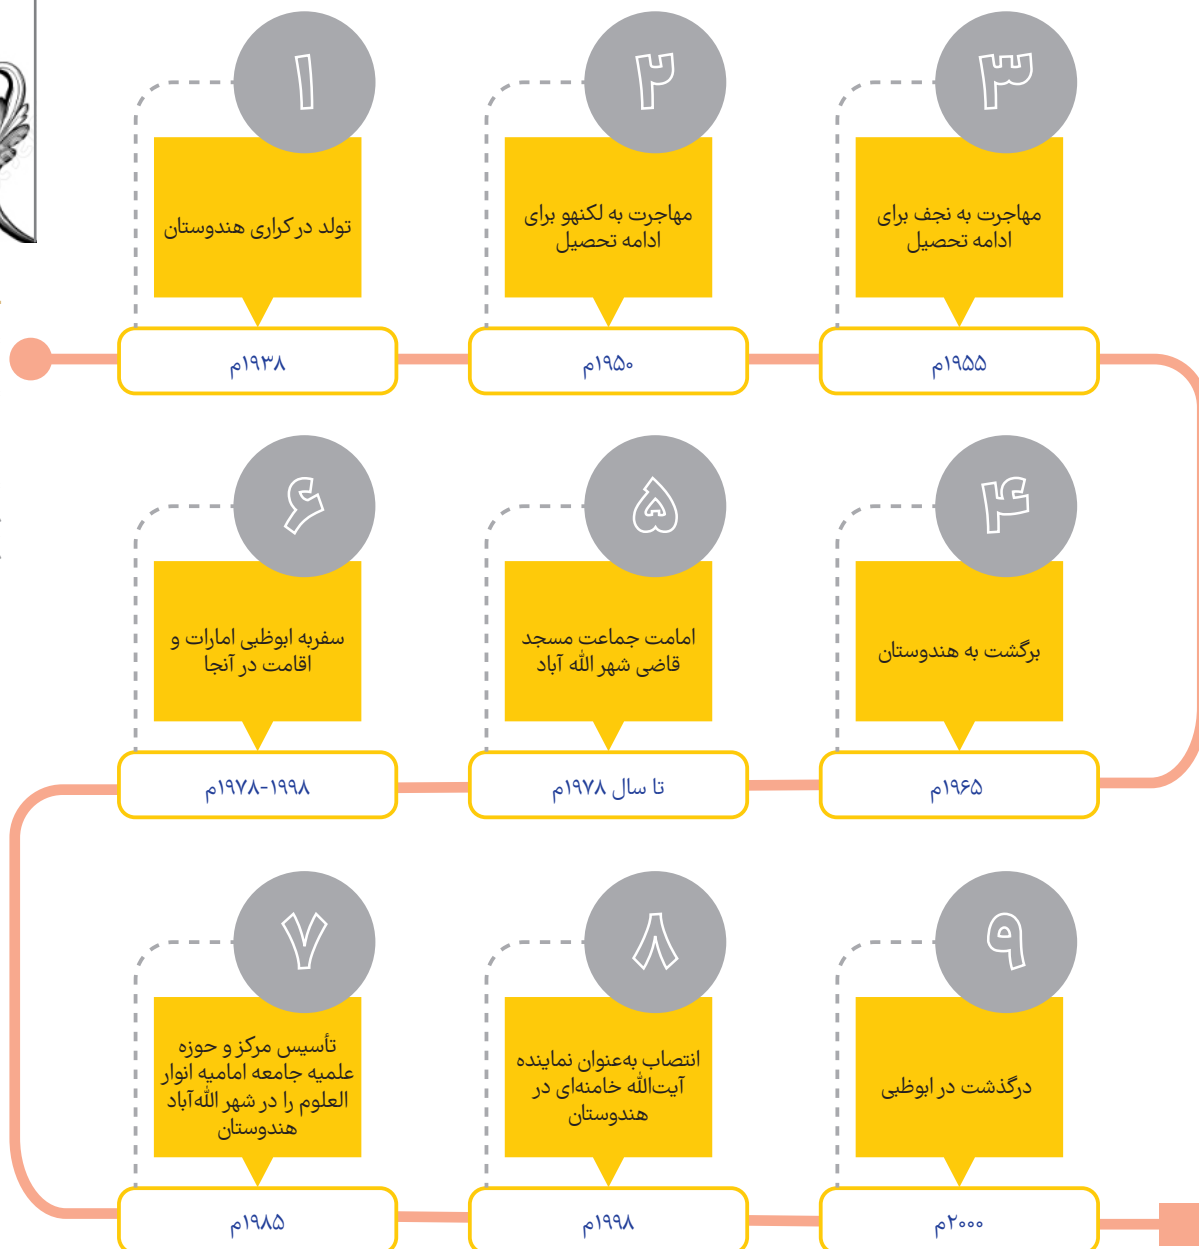 ۱
تولد در کراری هندوستان
۱۹۳۸م
۲
مهاجرت به لکنهو برای
ادامه تحصیل
۱۹۵۰م
۳
مهاجرت به نجف برای
ادامه تحصیل
۱۹۵۵م
۴
برگشت به هندوستان
۱۹۶۵م
۵
امامت جماعت مسجد
قاضی شهر الله آباد
تا سال ۱۹۷۸م
۶
سفربه ابوظبی امارات و
اقامت در آنجا
۱۹۷۸-۱۹۹۸م
۷
تأسیس مرکز و حوزه
علمیه جامعه امامیه انوار
العلوم را در شهر الله‌آباد
هندوستان
۱۹۸۵م
۸
انتصاب به‌عنوان نماینده
آیت‌الله خامنه‌ای در
هندوستان
۱۹۹۸م
۹
درگذشت در ابوظبی
۲۰۰۰م